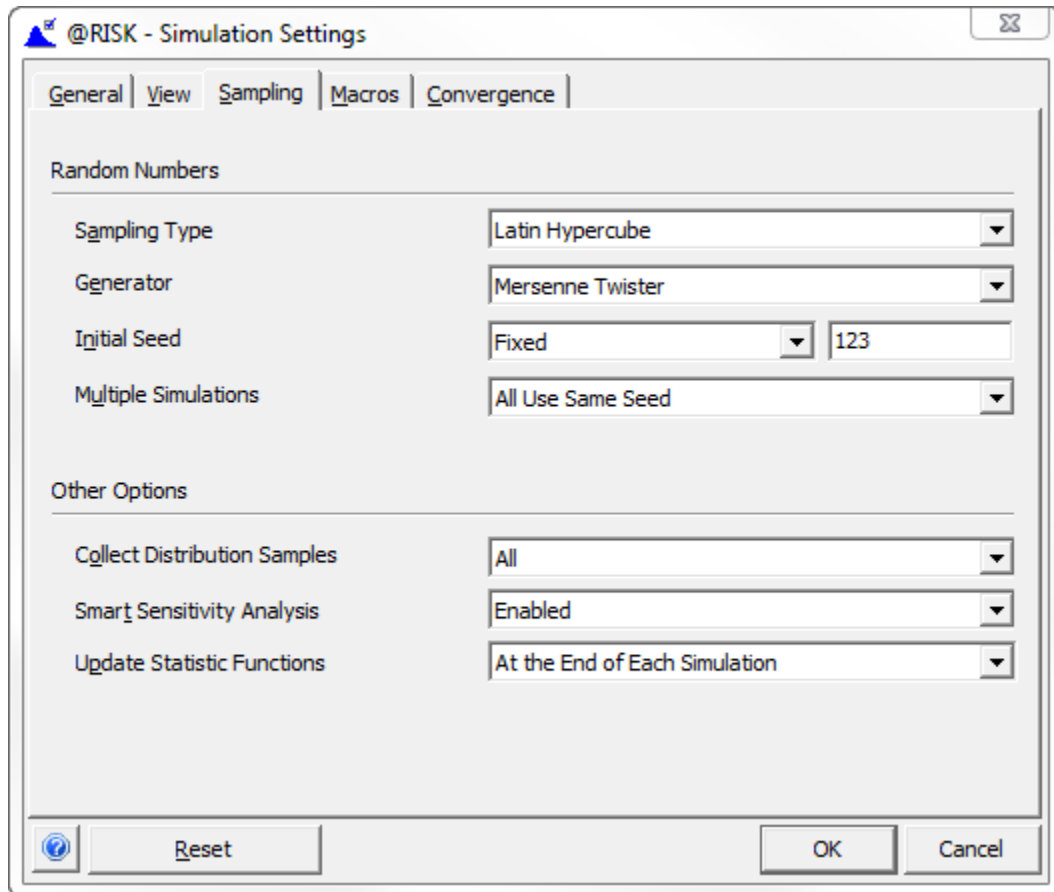 @RISK - Simulation Settings
General View Sampling Macros Convergence
Random Numbers
Sampling Type Latin Hypercube
Generator Mersenne Twister
Initial Seed Fixed 123
Multiple Simulations All Use Same Seed
Other Options
Collect Distribution Samples All
Smart Sensitivity Analysis Enabled
Update Statistic Functions At the End of Each Simulation
? Reset OK Cancel